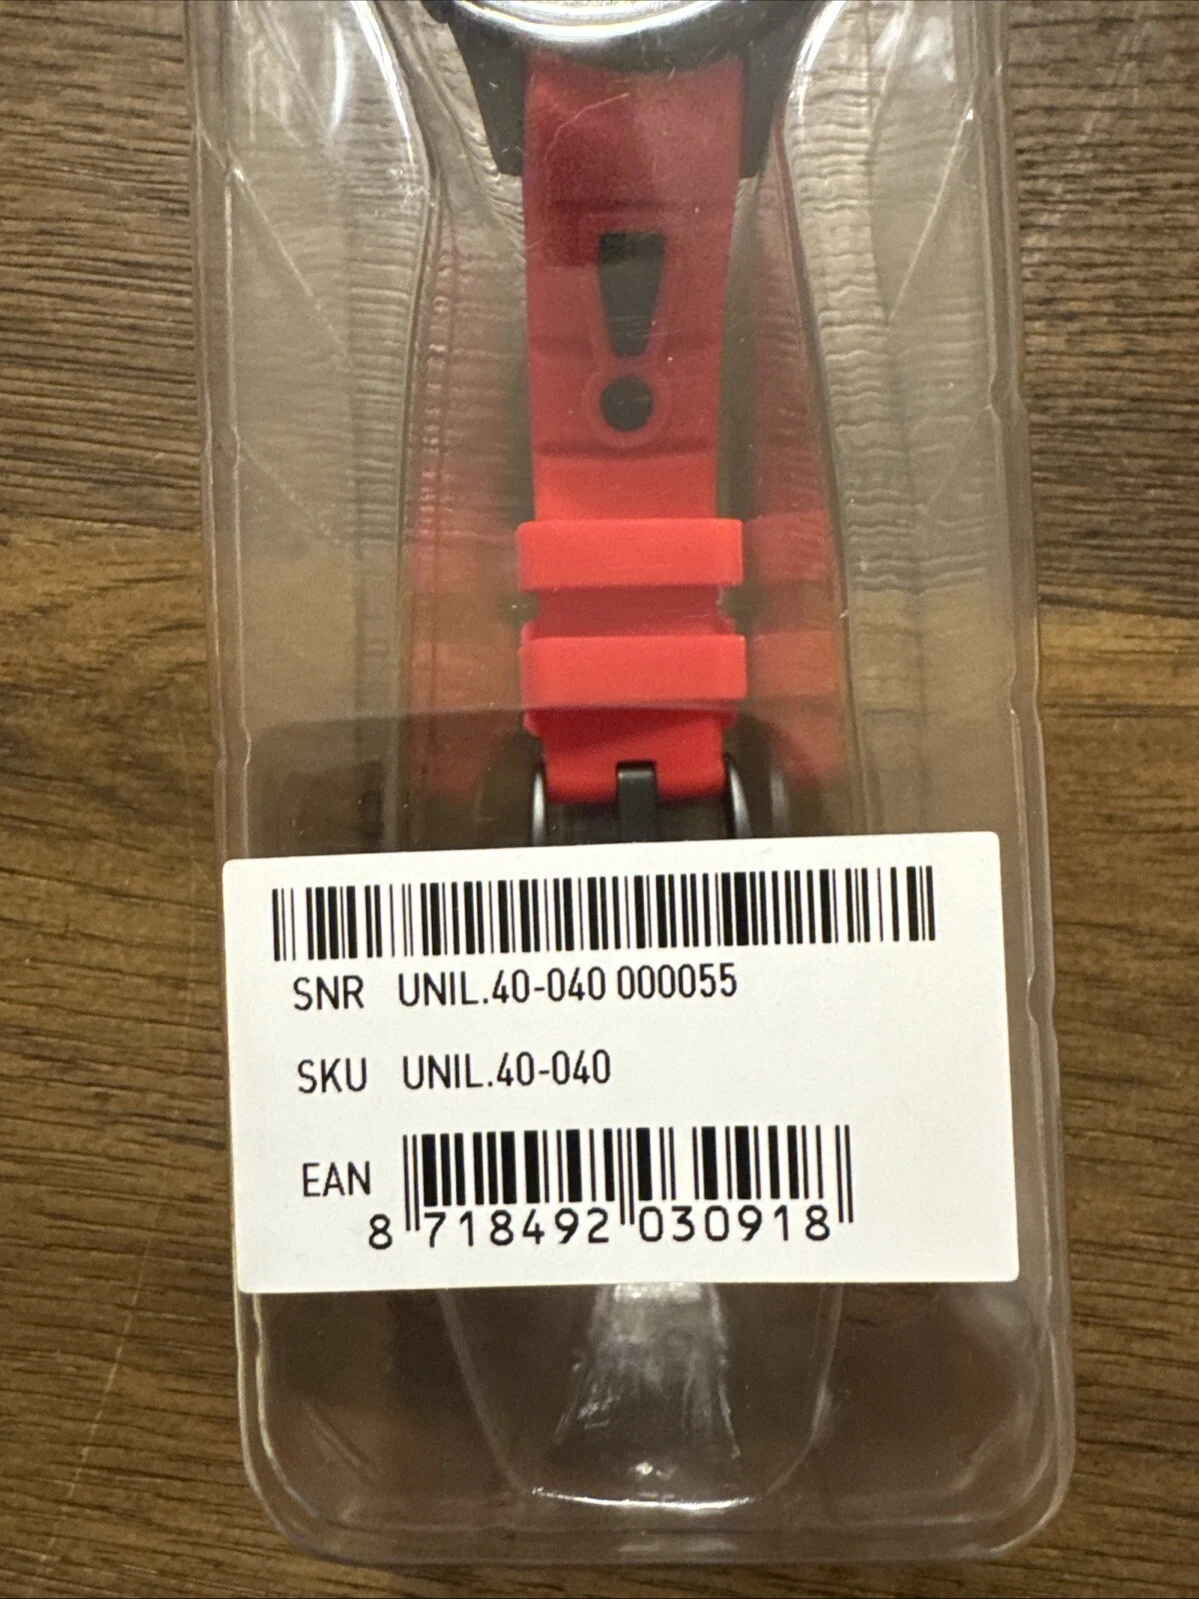 SNR UNIL.40-040 000055
SKU UNIL.40-040
EAN
8 718492 030918